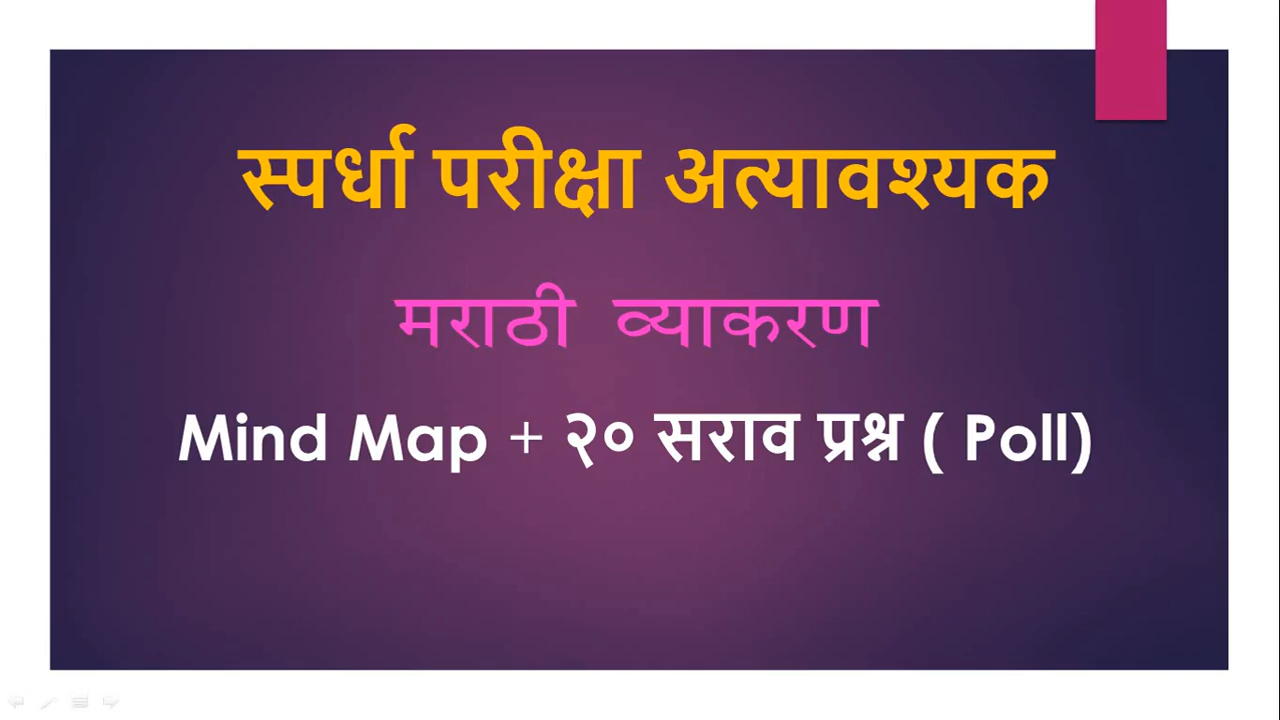 स्पर्धा परीक्षा अत्यावश्यक
मराठी व्याकरण
Mind Map + २० सराव प्रश्न ( Poll)